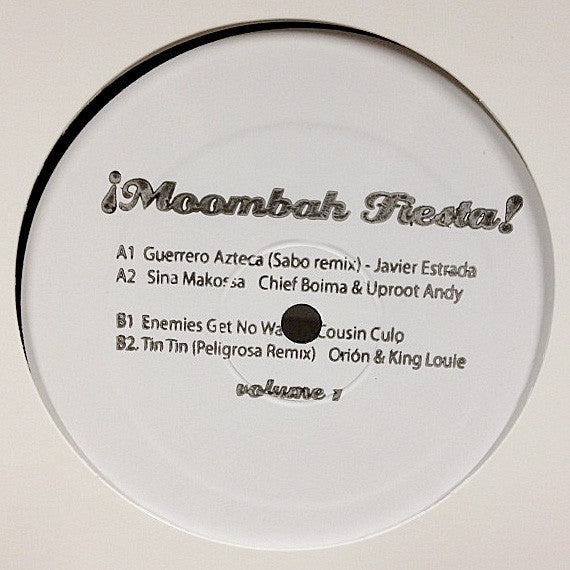 ¡Moombah Fiesta!
A1 Guerrero Azteca (Sabo remix) - Javier Estrada
A2 Sina Makossa Chief Boima & Uproot Andy
B1 Enemies Get No Cousin Culo
B2. Tin Tin (Peligrosa Remix) Orión & King Louie
volume 1